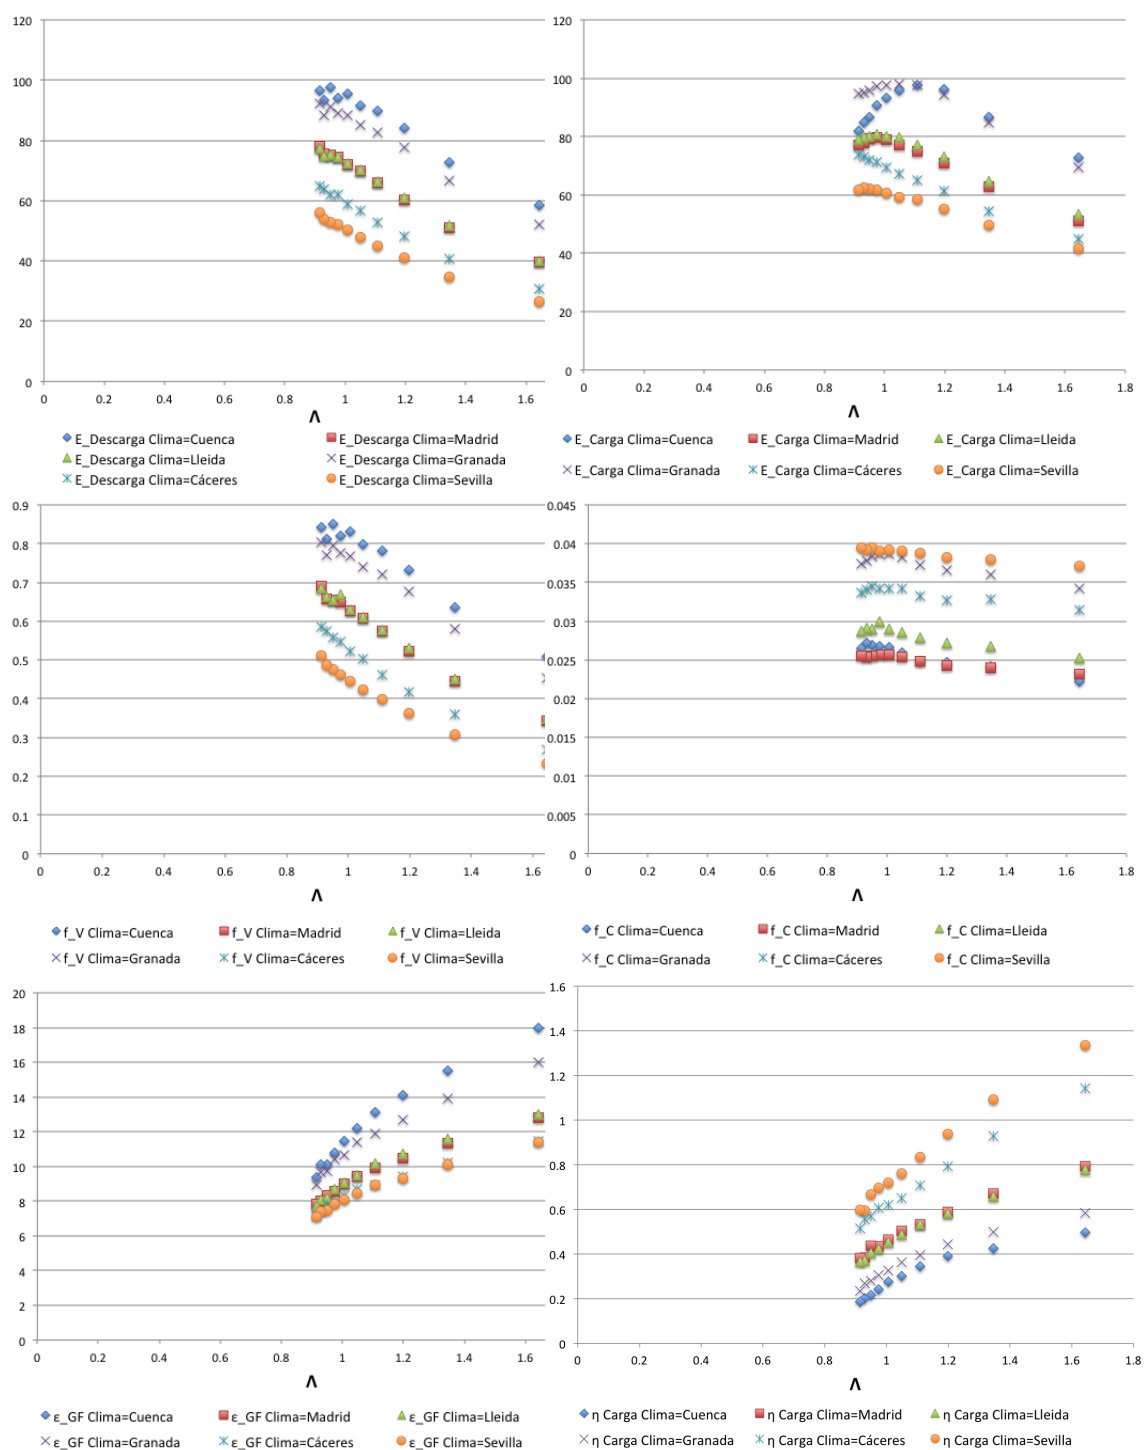 120
100
80
60
40
20
0
0 0.2 0.4 0.6 0.8 1 1.2 1.4 1.6
Λ
E_Descarga Clima=Cuenca E_Descarga Clima=Madrid
E_Descarga Clima=Lleida E_Descarga Clima=Granada
E_Descarga Clima=Cáceres E_Descarga Clima=Sevilla
120
100
80
60
40
20
0
0 0.2 0.4 0.6 0.8 1 1.2 1.4 1.6 1.8
Λ
E_Carga Clima=Cuenca E_Carga Clima=Madrid E_Carga Clima=Lleida
E_Carga Clima=Granada E_Carga Clima=Cáceres E_Carga Clima=Sevilla
0.9
0.8
0.7
0.6
0.5
0.4
0.3
0.2
0.1
0
0 0.2 0.4 0.6 0.8 1 1.2 1.4 1.6
Λ
f_V Clima=Cuenca f_V Clima=Madrid f_V Clima=Lleida
f_V Clima=Granada f_V Clima=Cáceres f_V Clima=Sevilla
0.045
0.04
0.035
0.03
0.025
0.02
0.015
0.01
0.005
0
0 0.2 0.4 0.6 0.8 1 1.2 1.4 1.6 1.8
Λ
f_C Clima=Cuenca f_C Clima=Madrid f_C Clima=Lleida
f_C Clima=Granada f_C Clima=Cáceres f_C Clima=Sevilla
20
18
16
14
12
10
8
6
4
2
0
0 0.2 0.4 0.6 0.8 1 1.2 1.4 1.6
Λ
ε_GF Clima=Cuenca ε_GF Clima=Madrid ε_GF Clima=Lleida
ε_GF Clima=Granada ε_GF Clima=Cáceres ε_GF Clima=Sevilla
1.6
1.4
1.2
1
0.8
0.6
0.4
0.2
0
0 0.2 0.4 0.6 0.8 1 1.2 1.4 1.6 1.8
Λ
η Carga Clima=Cuenca η Carga Clima=Madrid η Carga Clima=Lleida
η Carga Clima=Granada η Carga Clima=Cáceres η Carga Clima=Sevilla